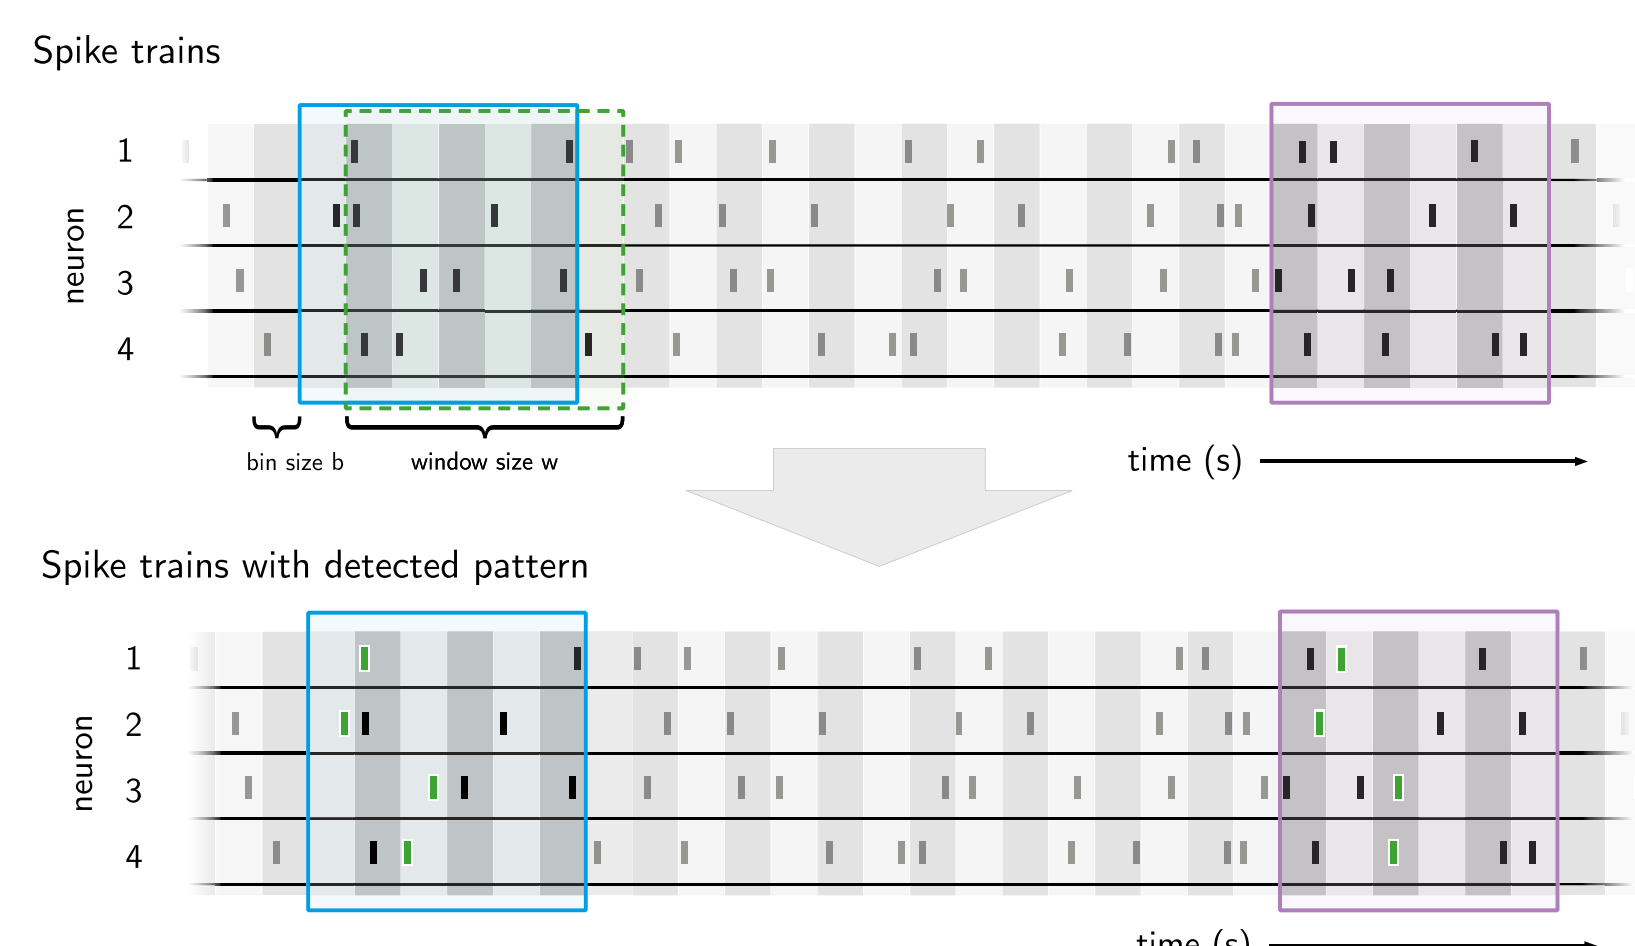 Spike trains
1
2
3
4
neuron
bin size b
window size w
time (s)
Spike trains with detected pattern
1
2
3
4
neuron
time (s)